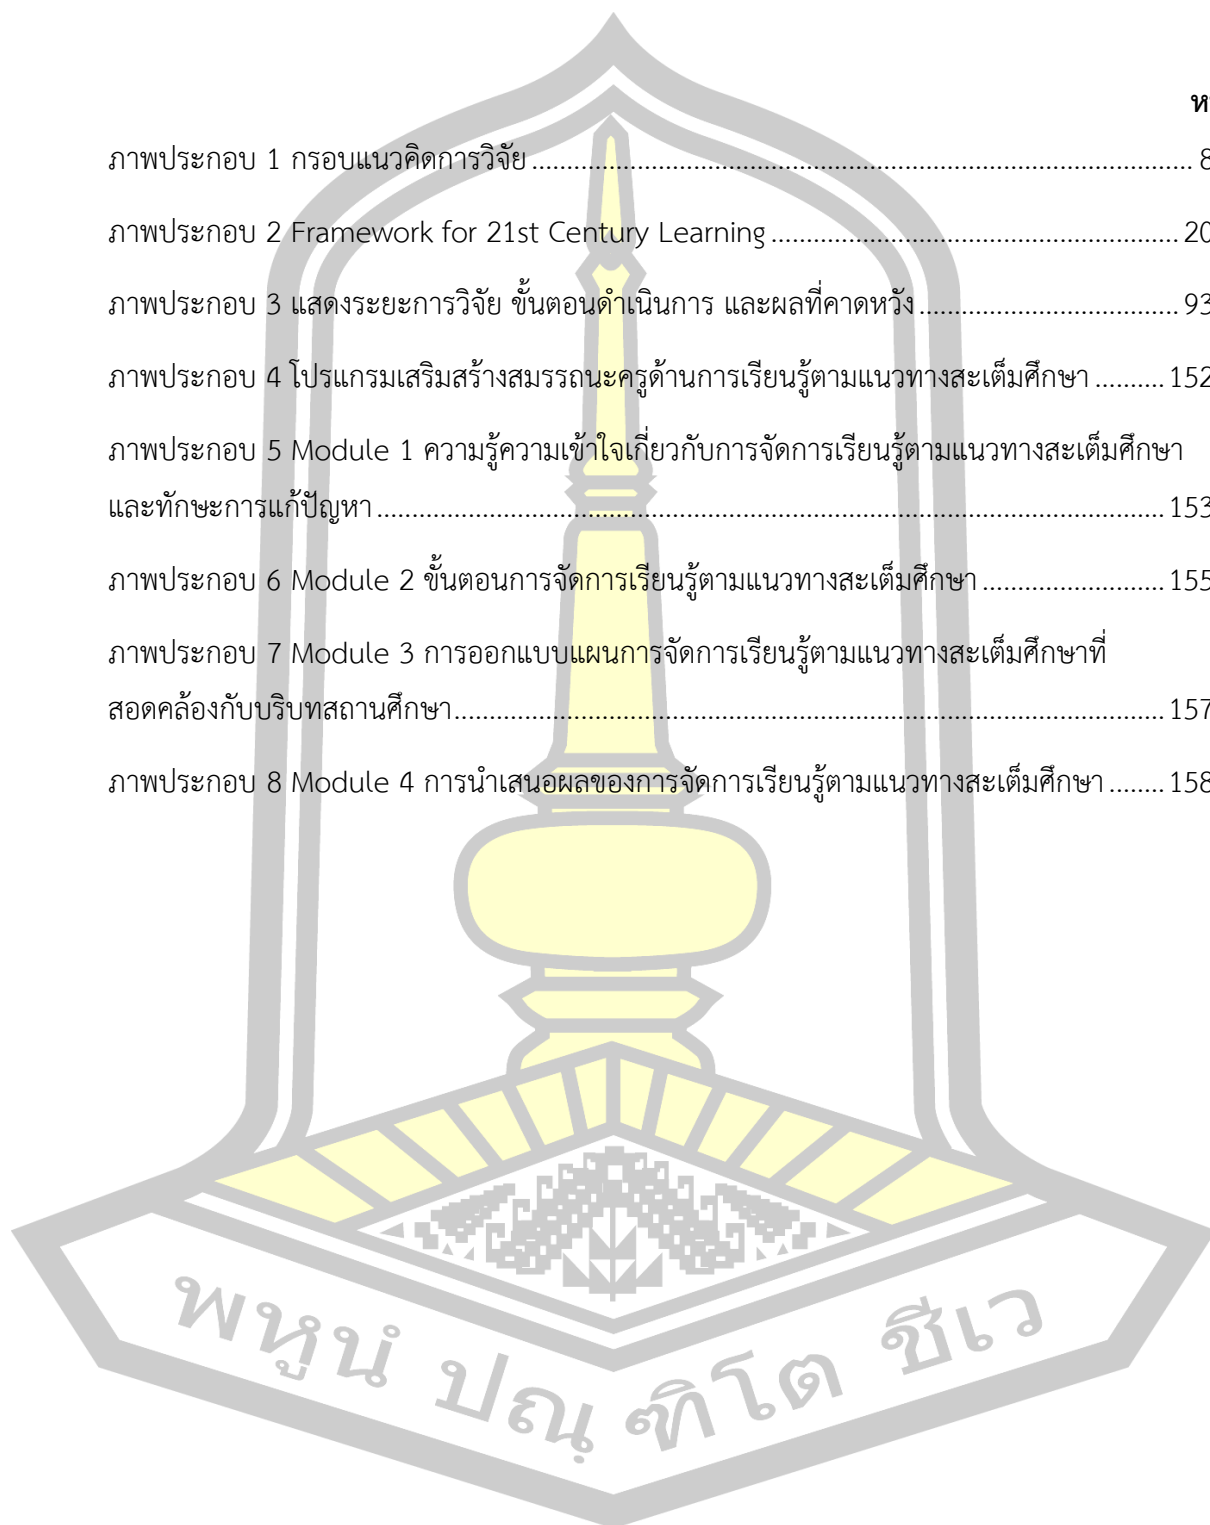 ห
ภาพประกอบ 1 กรอบแนวคิดการวิจัย ........................................................................................... 8
ภาพประกอบ 2 Framework for 21st Century Learning ........................................................ 20
ภาพประกอบ 3 แสดงระยะการวิจัย ขั้นตอนดำเนินการ และผลที่คาดหวัง ..................................... 93
ภาพประกอบ 4 โปรแกรมเสริมสร้างสมรรถนะครูด้านการเรียนรู้ตามแนวทางสะเต็มศึกษา .......... 152
ภาพประกอบ 5 Module 1 ความรู้ความเข้าใจเกี่ยวกับการจัดการเรียนรู้ตามแนวทางสะเต็มศึกษา
และทักษะการแก้ปัญหา ............................................................................................................... 153
ภาพประกอบ 6 Module 2 ขั้นตอนการจัดการเรียนรู้ตามแนวทางสะเต็มศึกษา .......................... 155
ภาพประกอบ 7 Module 3 การออกแบบแผนการจัดการเรียนรู้ตามแนวทางสะเต็มศึกษาที่
สอดคล้องกับบริบทสถานศึกษา .................................................................................................... 157
ภาพประกอบ 8 Module 4 การนำเสนอผลของการจัดการเรียนรู้ตามแนวทางสะเต็มศึกษา ........ 158
พหูนํ ปณฺฑิโต ชีเว